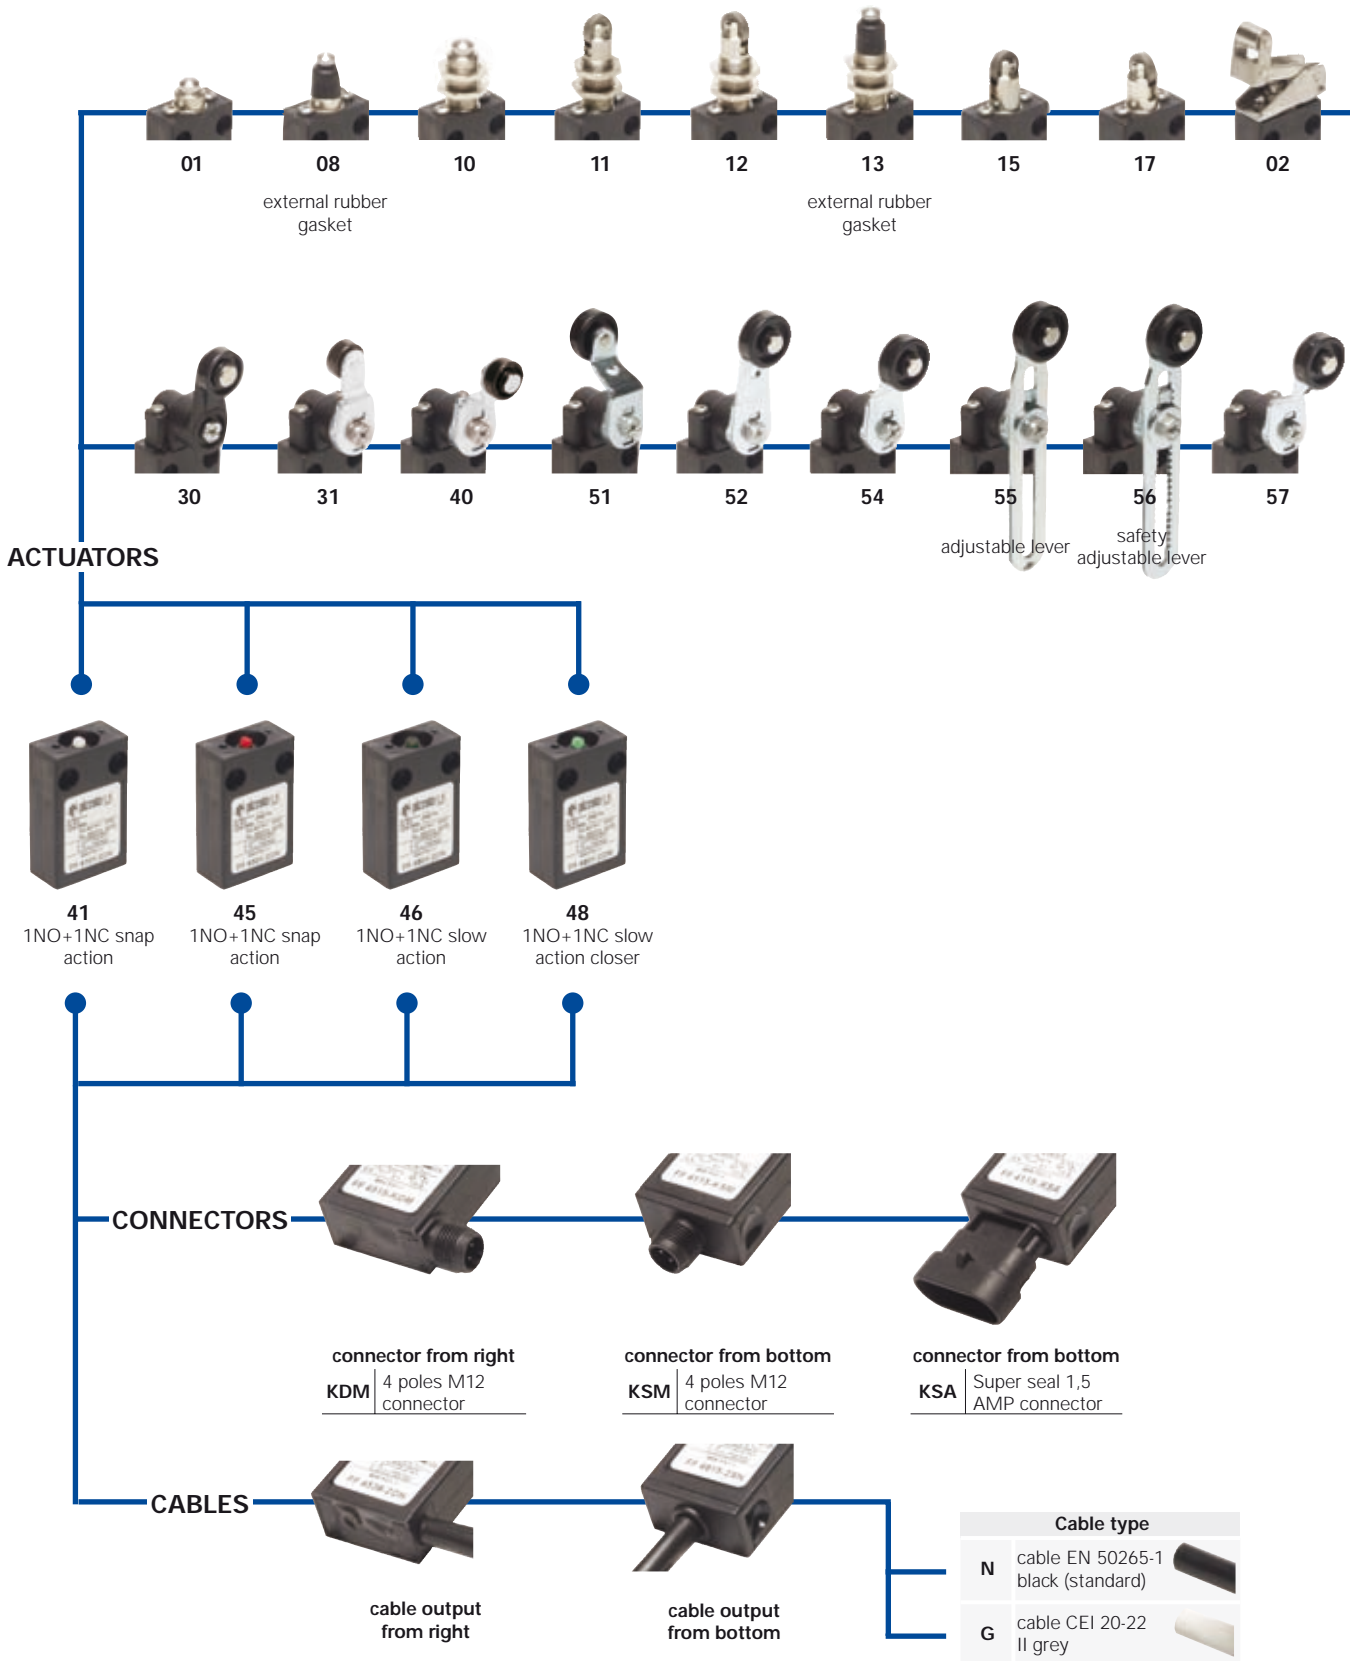 01 08 10 11 12 13 15 17 02
external rubber
gasket
external rubber
gasket
30 31 40 51 52 54 55 56 57
adjustable lever
safety
adjustable lever
ACTUATORS
41
1NO+1NC snap
action
45
1NO+1NC snap
action
46
1NO+1NC slow
action
48
1NO+1NC slow
action closer
CONNECTORS
connector from right
KDM
4 poles M12
connector
connector from bottom
KSM
4 poles M12
connector
connector from bottom
KSA
Super seal 1,5
AMP connector
CABLES
cable output
from right
cable output
from bottom
Cable type
N
cable EN 50265-1
black (standard)
G
cable CEI 20-22
II grey